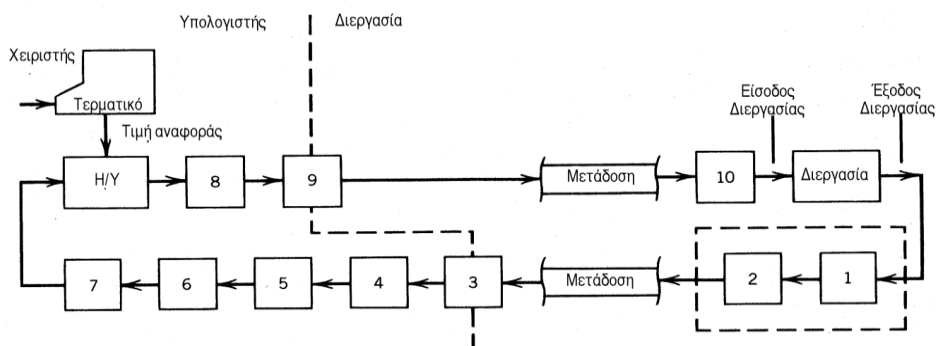 Υπολογιστής
Διεργασία
Χειριστής
Τερματικό
Τιμή αναφοράς
Είσοδος
Διεργασίας
Έξοδος
Διεργασίας
Η/Υ
8
9
Μετάδοση
10
Διεργασία
7
6
5
4
3
Μετάδοση
2
1